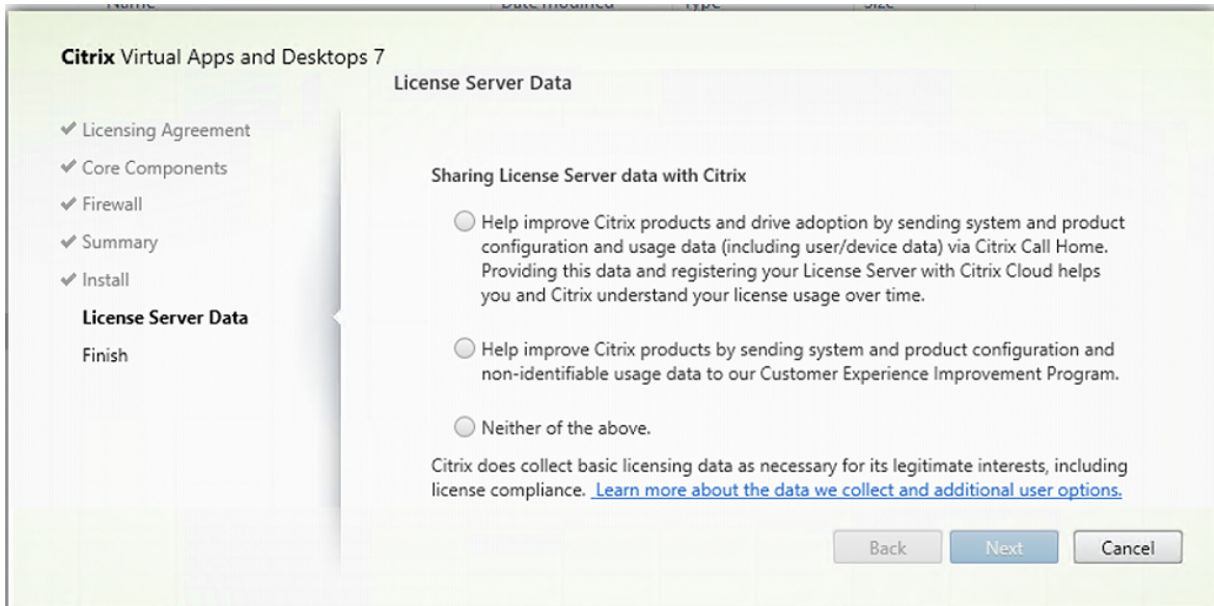 Citrix Virtual Apps and Desktops 7
License Server Data
Licensing Agreement
Core Components
Firewall
Summary
Install
License Server Data
Finish
Sharing License Server data with Citrix
Help improve Citrix products and drive adoption by sending system and product
configuration and usage data (including user/device data) via Citrix Call Home.
Providing this data and registering your License Server with Citrix Cloud helps
you and Citrix understand your license usage over time.
Help improve Citrix products by sending system and product configuration and
non-identifiable usage data to our Customer Experience Improvement Program.
Neither of the above.
Citrix does collect basic licensing data as necessary for its legitimate interests, including
license compliance. Learn more about the data we collect and additional user options.
Back Next Cancel